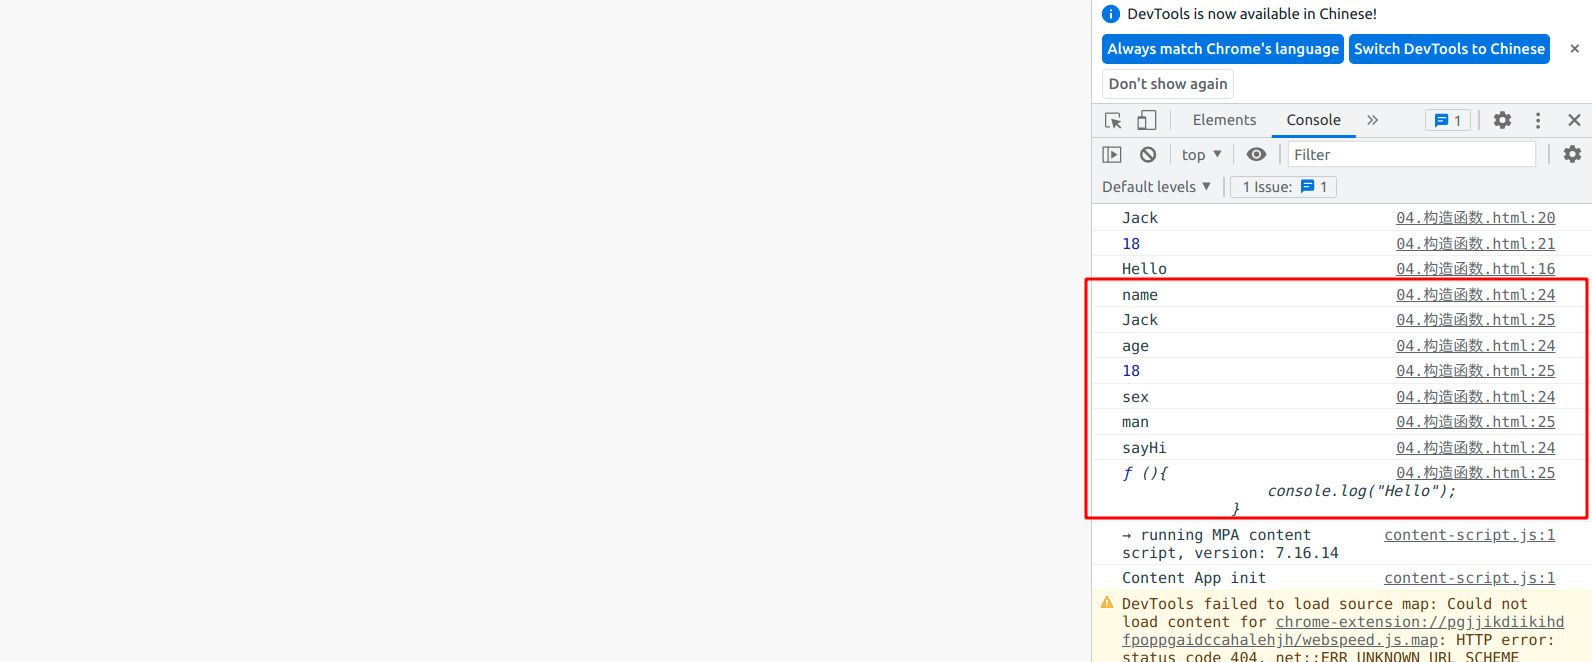 DevTools is now available in Chinese!
Always match Chrome's language Switch DevTools to Chinese ×
Don't show again
Elements Console » 1
top ▼ Filter
Default levels ▼ 1 Issue: 1
Jack 04.构造函数.html:20
18 04.构造函数.html:21
Hello 04.构造函数.html:16
name 04.构造函数.html:24
Jack 04.构造函数.html:25
age 04.构造函数.html:24
18 04.构造函数.html:25
sex 04.构造函数.html:24
man 04.构造函数.html:25
sayHi 04.构造函数.html:24
ƒ (){ 04.构造函数.html:25
console.log("Hello");
}
→ running MPA content content-script.js:1
script, version: 7.16.14
Content App init content-script.js:1
DevTools failed to load source map: Could not
load content for chrome-extension://pgjjikdiikihd
fpoppgaidccahalehjh/webspeed.js.map: HTTP error:
status code 404, net::ERR_UNKNOWN_URL_SCHEME